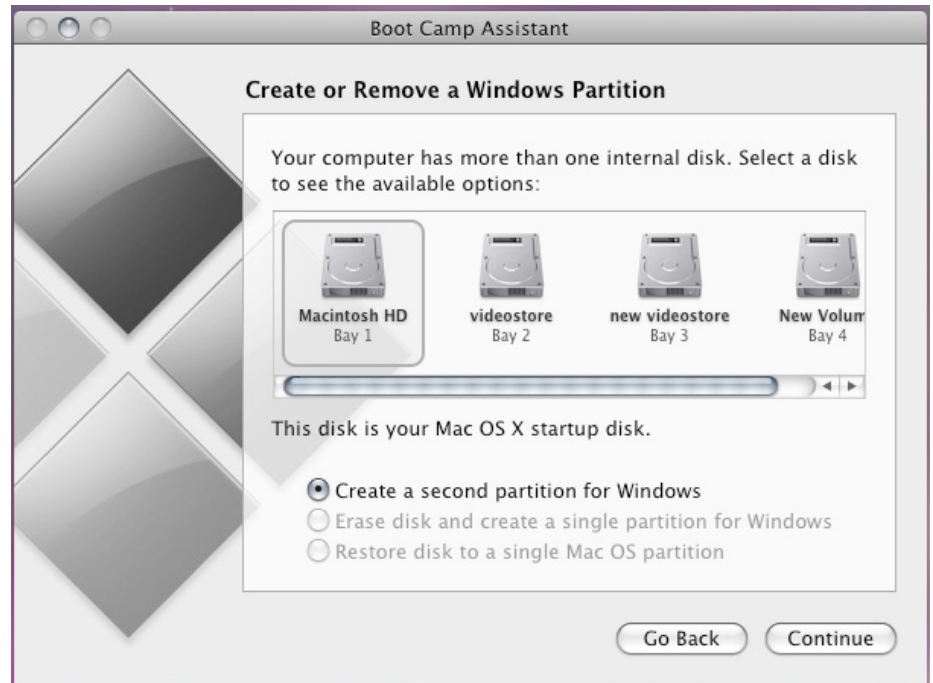 Boot Camp Assistant
Create or Remove a Windows Partition
Your computer has more than one internal disk. Select a disk
to see the available options:
Macintosh HD videostore new videostore New Volum
Bay 1 Bay 2 Bay 3 Bay 4
This disk is your Mac OS X startup disk.
Create a second partition for Windows
Erase disk and create a single partition for Windows
Restore disk to a single Mac OS partition
Go Back Continue